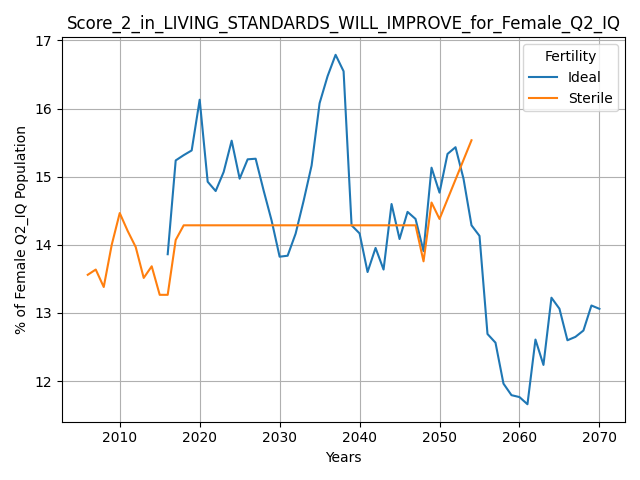 Score_2_in_LIVING_STANDARDS_WILL_IMPROVE_for_Female_Q2_IQ
Fertility
Ideal
Sterile
% of Female Q2_IQ Population
17
16
15
14
13
12
2010 2020 2030 2040 2050 2060 2070
Years